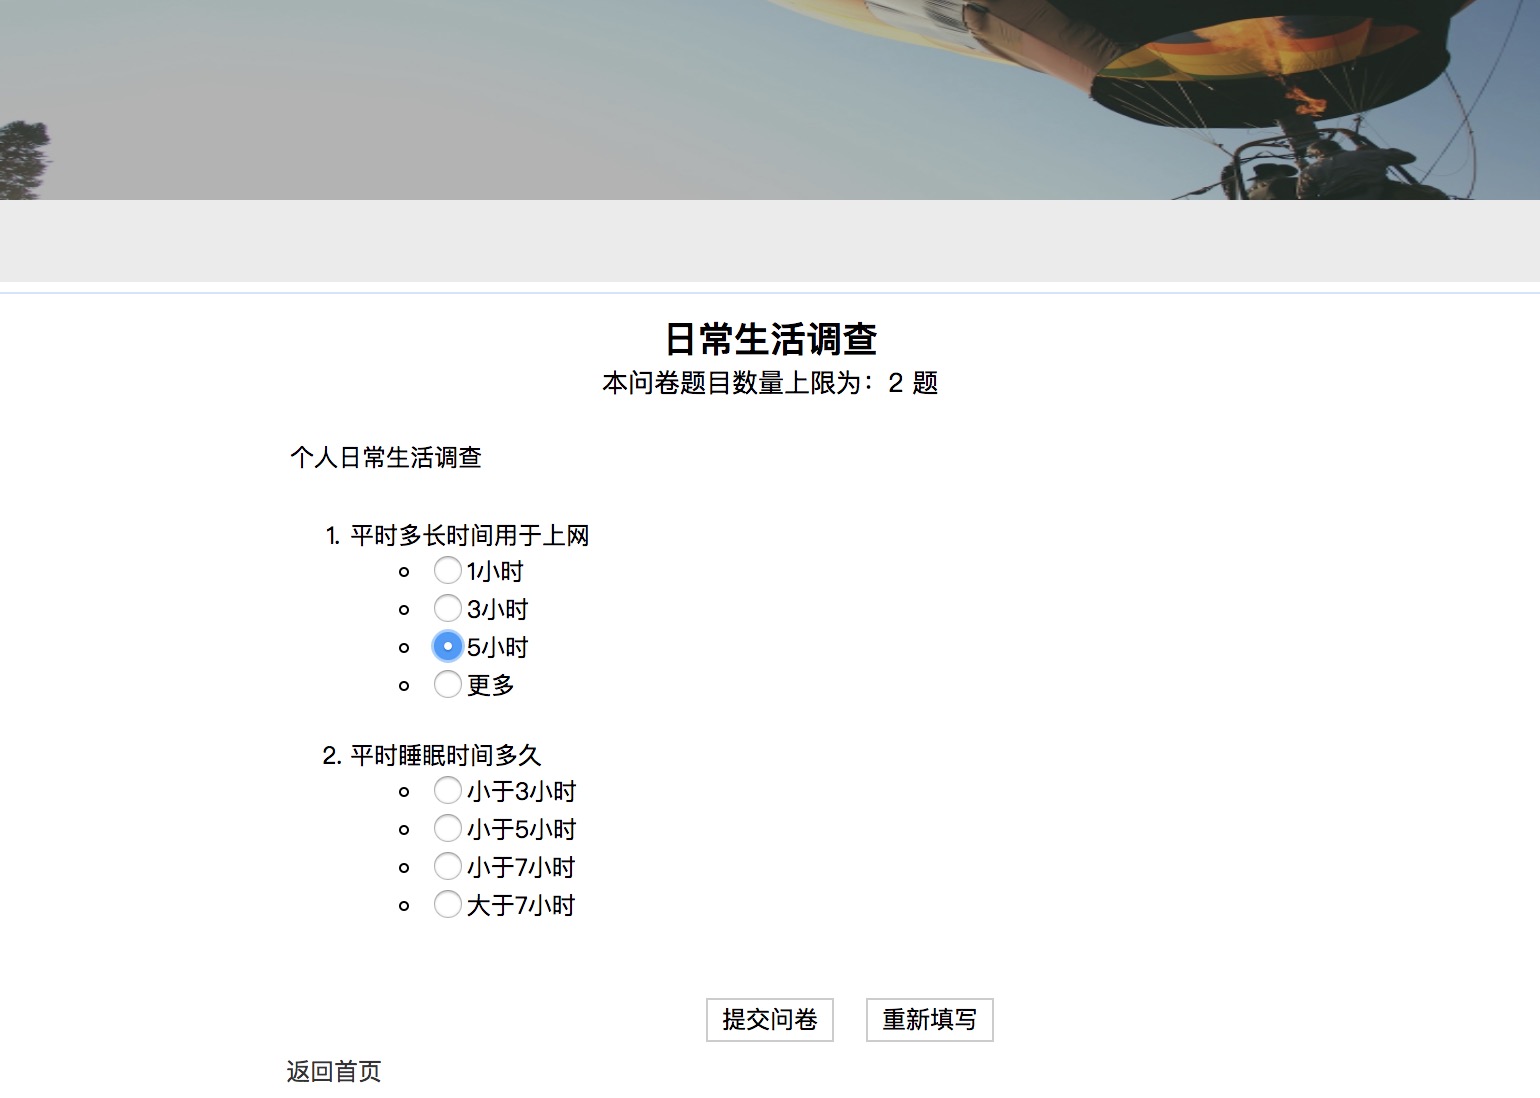 日常生活调查
本问卷题目数量上限为：2 题
个人日常生活调查
1. 平时多长时间用于上网
1小时
3小时
5小时
更多
2. 平时睡眠时间多久
小于3小时
小于5小时
小于7小时
大于7小时
提交问卷 重新填写
返回首页